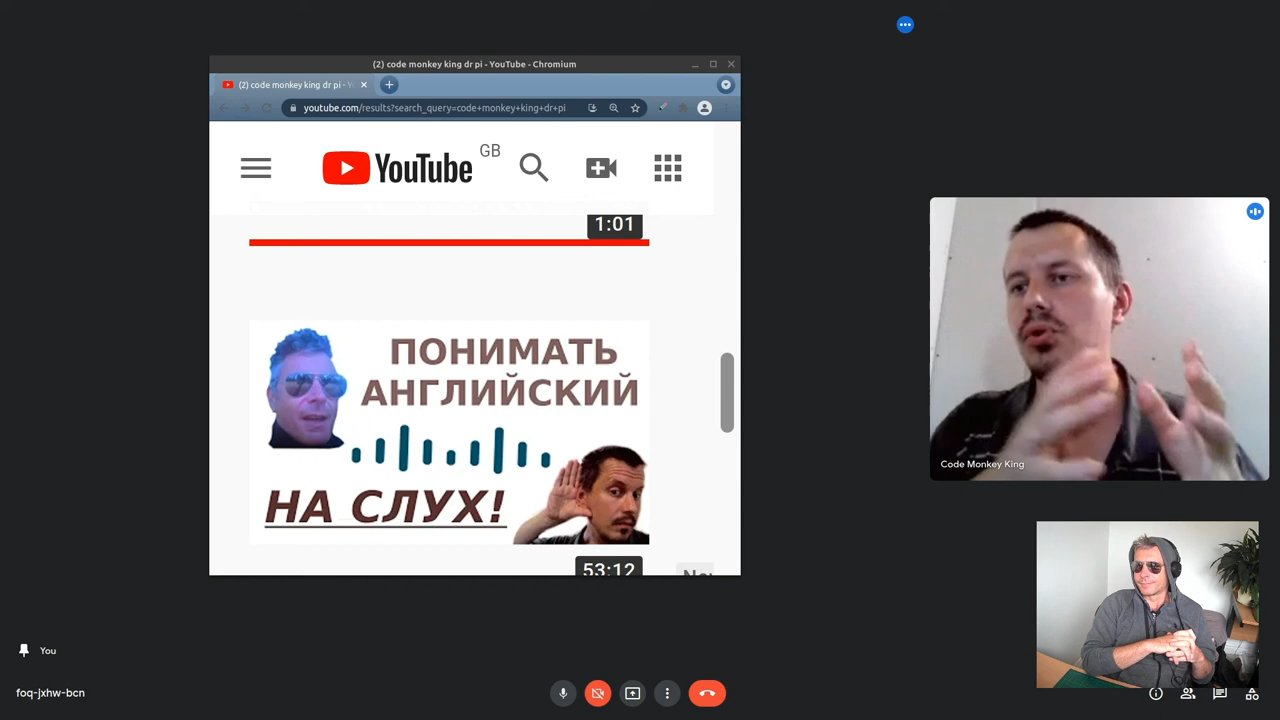 (2) code monkey king dr pi - YouTube - Chromium
(2) code monkey king dr pi - Y
youtube.com/results?search_query=code+monkey+king+dr+pi
YouTube GB
1:01
ПОНИМАТЬ
АНГЛИЙСКИЙ
НА СЛУХ!
53:12
Code Monkey King
You
foq-jxhw-bcn